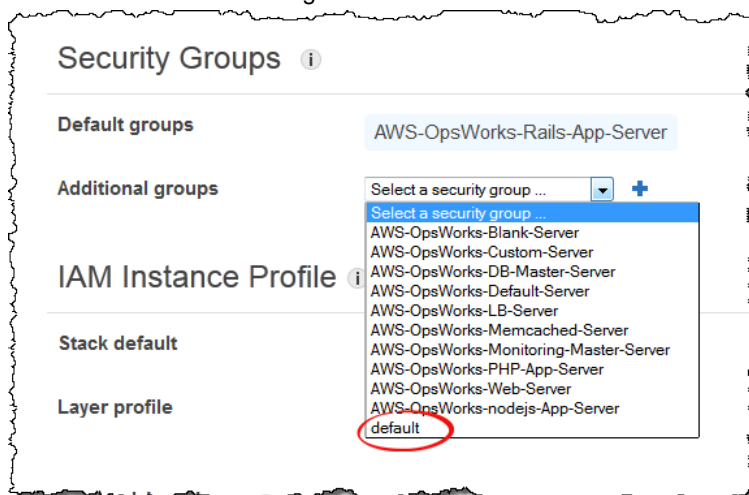 Security Groups i
Default groups AWS-OpsWorks-Rails-App-Server
Additional groups Select a security group ... +
Select a security group ...
AWS-OpsWorks-Blank-Server
AWS-OpsWorks-Custom-Server
AWS-OpsWorks-DB-Master-Server
IAM Instance Profile i
AWS-OpsWorks-Default-Server
AWS-OpsWorks-LB-Server
AWS-OpsWorks-Memcached-Server
Stack default
AWS-OpsWorks-Monitoring-Master-Server
AWS-OpsWorks-PHP-App-Server
AWS-OpsWorks-Web-Server
Layer profile
AWS-OpsWorks-nodejs-App-Server
default